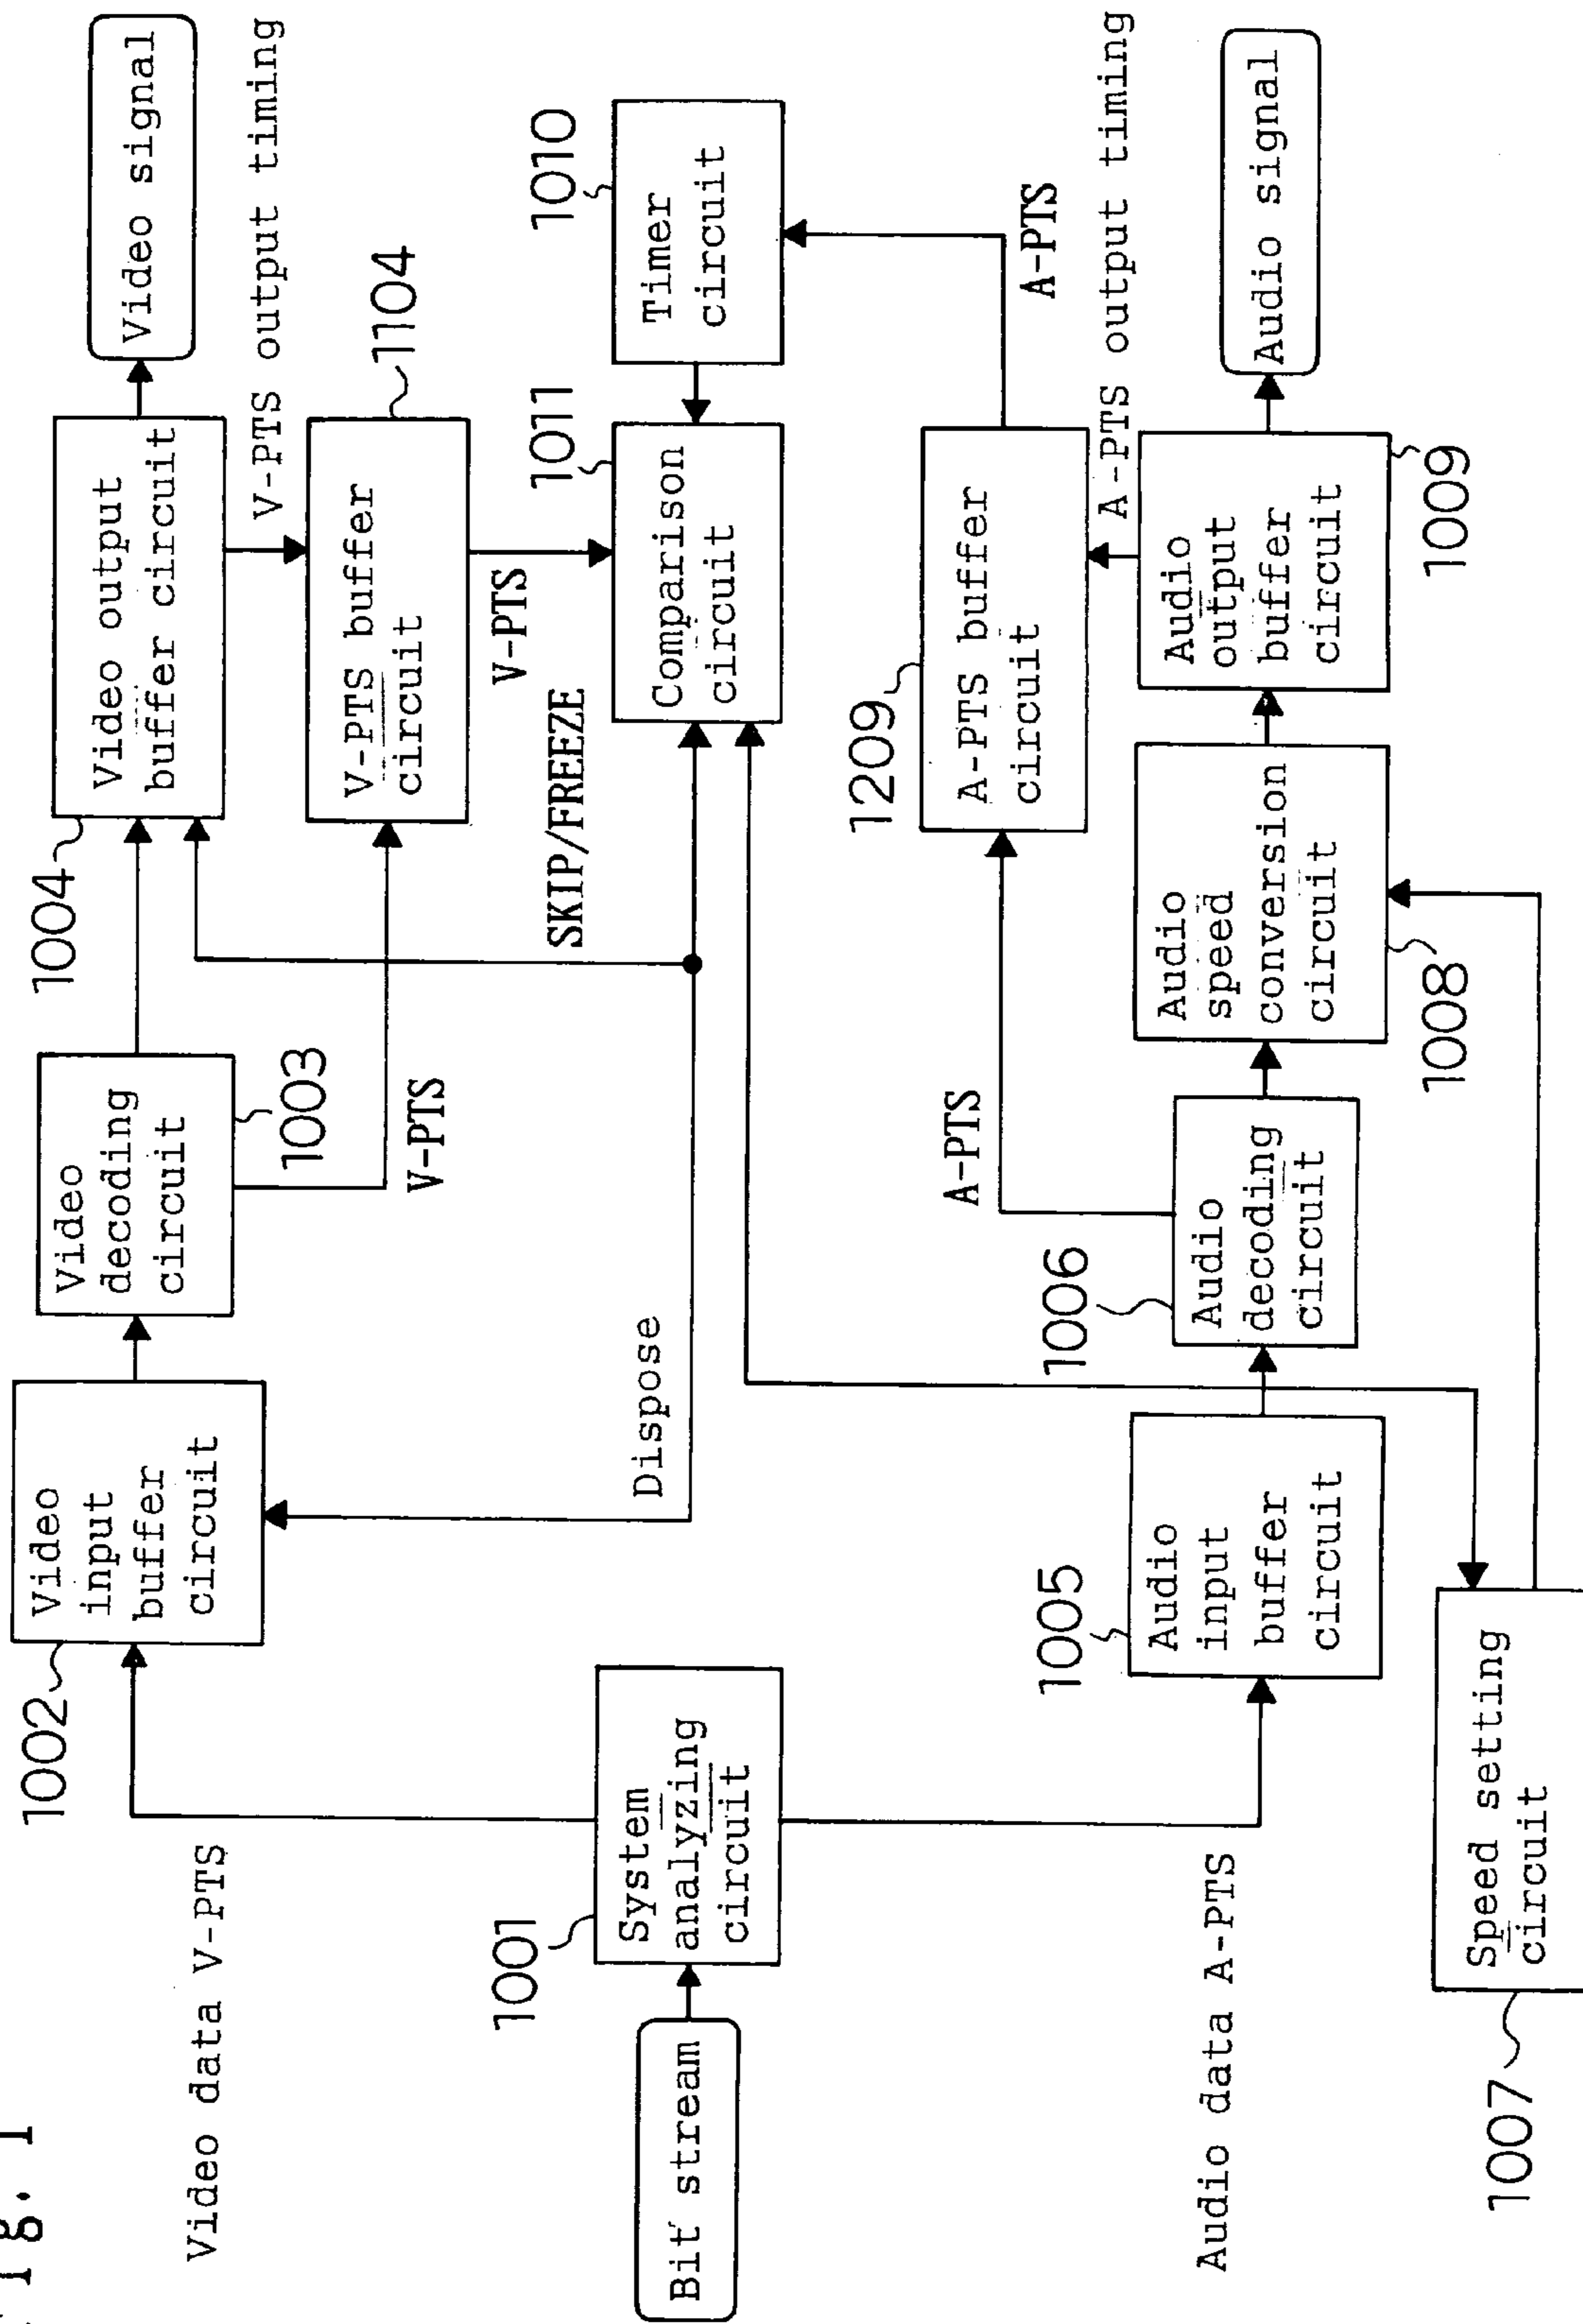 Fig. 1
Video signal
V-PTS output timing
1004
Video output
buffer circuit
1104
V-PTS buffer
circuit
V-PTS
1003
Video
decoding
circuit
V-PTS
1002
Video
input
buffer
circuit
Video data V-PTS
1010
Timer
circuit
1011
Comparison
circuit
SKIP/FREEZE
Dispose
1001
System
analyzing
circuit
Bit stream
A-PTS
1209
A-PTS buffer
circuit
A-PTS output timing
A-PTS
Audio signal
1009
Audio
output
buffer
circuit
1008
Audio
speed
conversion
circuit
1006
Audio
decoding
circuit
1005
Audio
input
buffer
circuit
Audio data A-PTS
1007
Speed setting
circuit